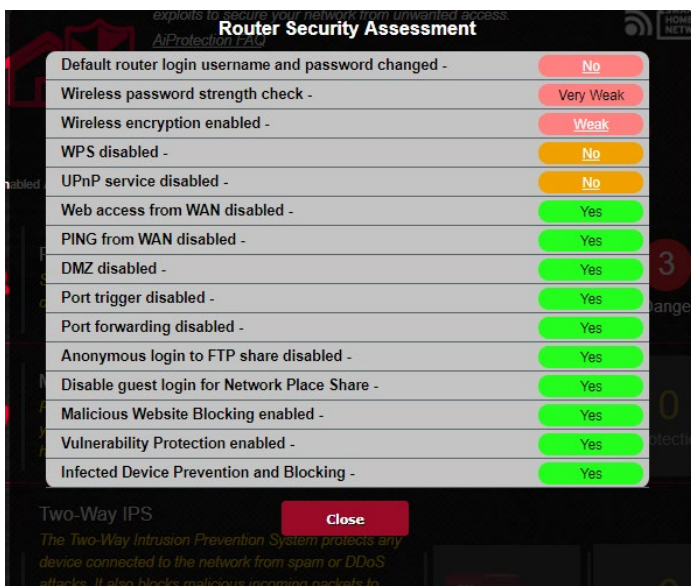 exploits to secure your network from unwanted access.
AiProtection FAQ
Router Security Assessment
Default router login username and password changed - No
Wireless password strength check - Very Weak
Wireless encryption enabled - Weak
WPS disabled - No
UPnP service disabled - No
Web access from WAN disabled - Yes
PING from WAN disabled - Yes
DMZ disabled - Yes
Port trigger disabled - Yes
Port forwarding disabled - Yes
Anonymous login to FTP share disabled - Yes
Disable guest login for Network Place Share - Yes
Malicious Website Blocking enabled - Yes
Vulnerability Protection enabled - Yes
Infected Device Prevention and Blocking - Yes
3
0
Close
Two-Way IPS
The Two-Way Intrusion Prevention System protects any
device connected to the network from spam or DDoS
attacks. It also blocks malicious incoming packets to